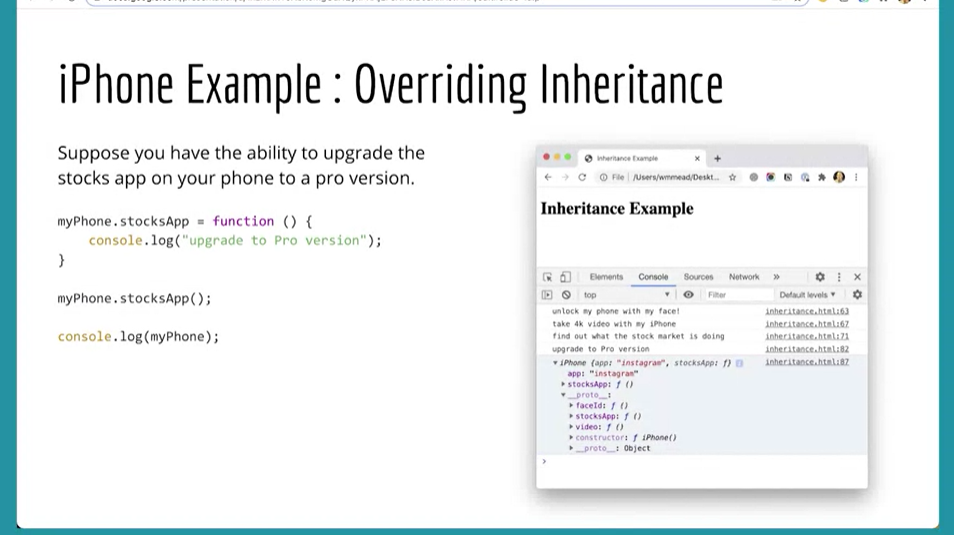 iPhone Example : Overriding Inheritance
Suppose you have the ability to upgrade the
stocks app on your phone to a pro version.
myPhone.stocksApp = function () {
console.log("upgrade to Pro version");
}
myPhone.stocksApp();
console.log(myPhone);
Inheritance Example
File | /Users/wmmead/Deskt...
Inheritance Example
Elements Console Sources Network »
top Filter Default levels
unlock my phone with my face! inheritance.html:63
take 4k video with my iPhone inheritance.html:67
find out what the stock market is doing inheritance.html:71
upgrade to Pro version inheritance.html:82
iPhone {app: "instagram", stocksApp: ƒ} inheritance.html:87
app: "instagram"
stocksApp: ƒ ()
__proto__:
faceId: ƒ ()
stocksApp: ƒ ()
video: ƒ ()
constructor: ƒ iPhone()
__proto__: Object